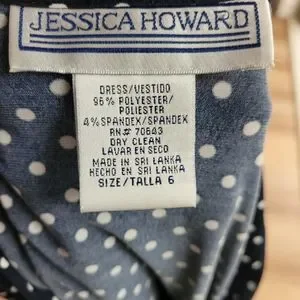 JESSICA HOWARD
DRESS/VESTIDO
96% POLYESTER/
POLIESTER
4% SPANDEX/SPANDEX
RN# 70643
DRY CLEAN
LAVAR EN SECO
MADE IN SRI LANKA
HECHO EN SRI LANKA
SIZE/TALLA 6